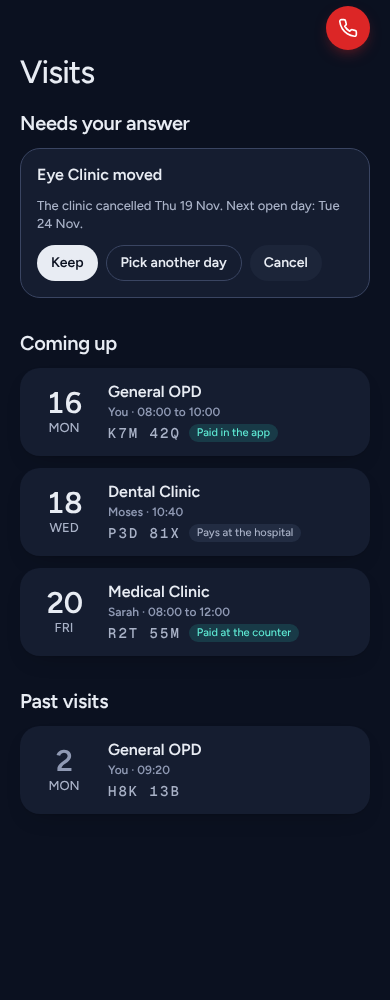 Visits
Needs your answer
Eye Clinic moved
The clinic cancelled Thu 19 Nov. Next open day: Tue
24 Nov.
Keep
Pick another day
Cancel
Coming up
16
MON
General OPD
You · 08:00 to 10:00
K7M 42Q
Paid in the app
18
WED
Dental Clinic
Moses · 10:40
P3D 81X
Pays at the hospital
20
FRI
Medical Clinic
Sarah · 08:00 to 12:00
R2T 55M
Paid at the counter
Past visits
2
MON
General OPD
You · 09:20
H8K 13B